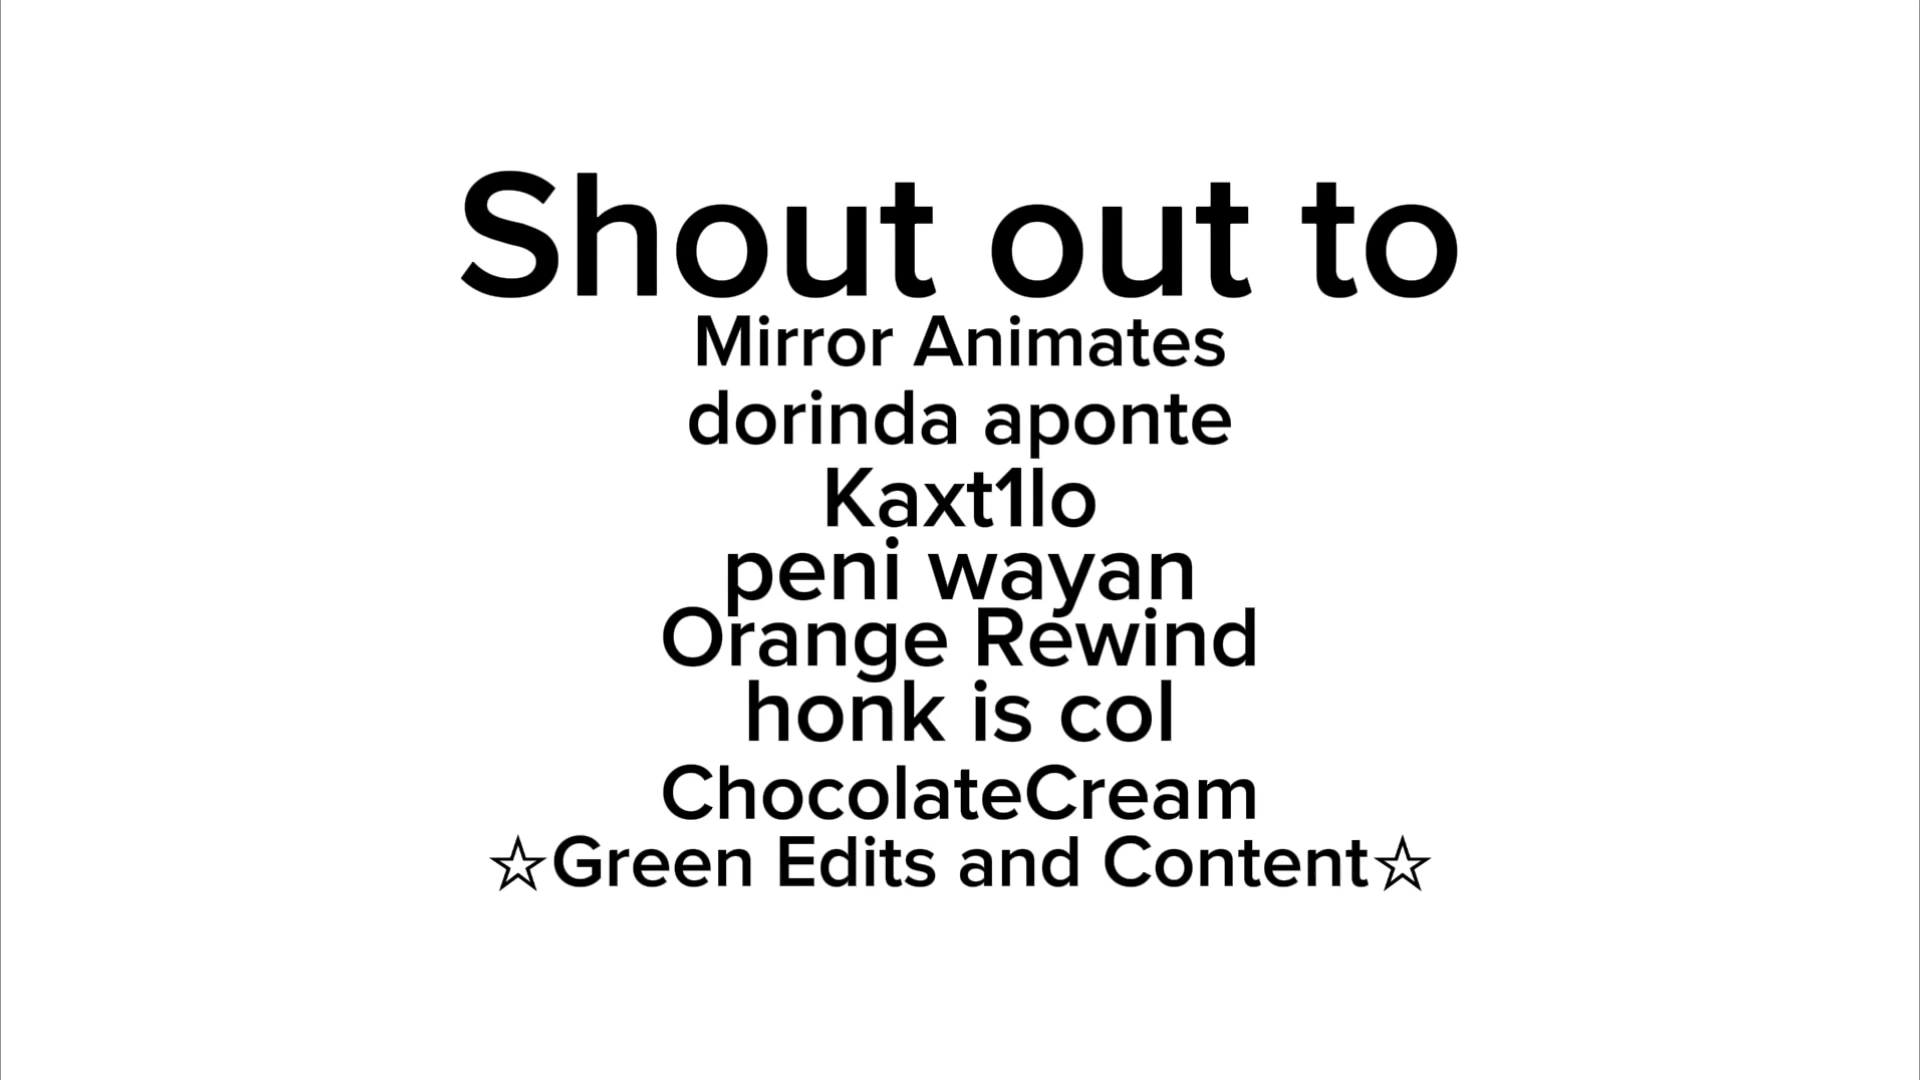 Shout out to
Mirror Animates
dorinda aponte
Kaxt1lo
peni wayan
Orange Rewind
honk is col
ChocolateCream
☆Green Edits and Content☆